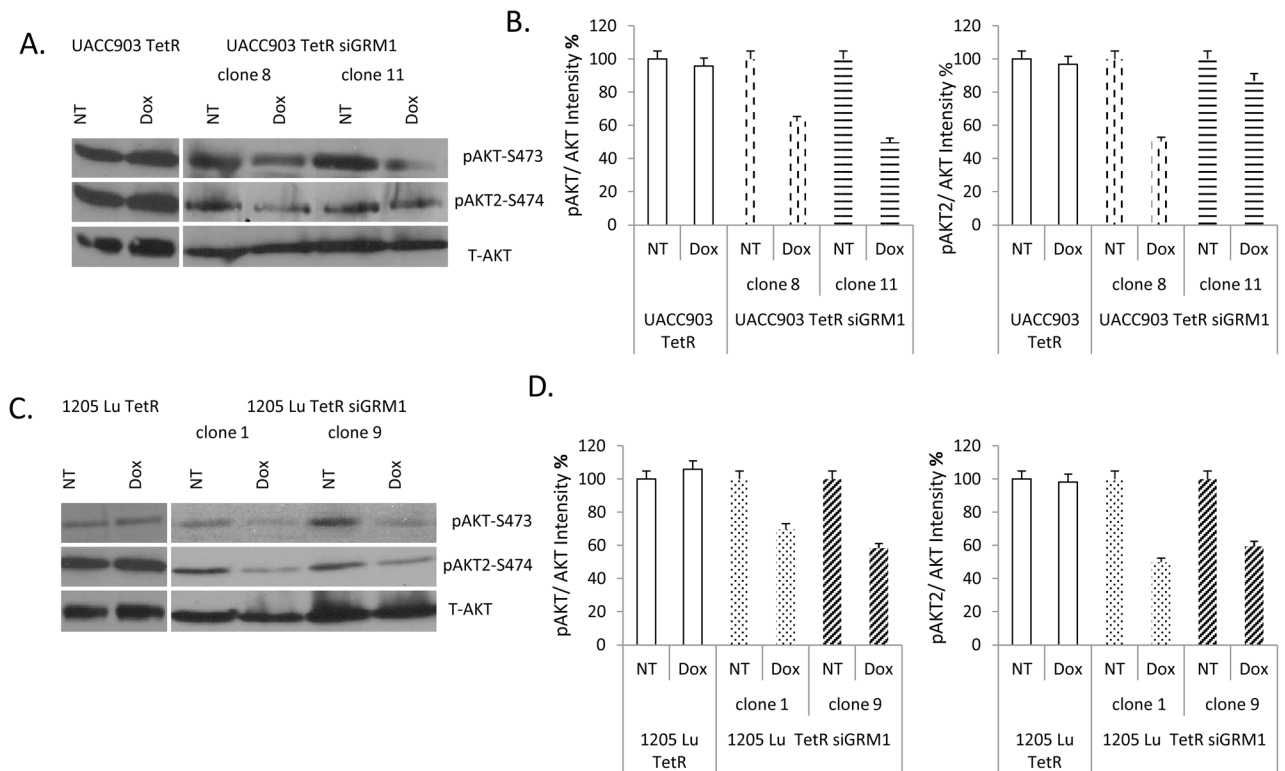 A.
UACC903 TetR
UACC903 TetR siGRM1
clone 8
clone 11
NT
Dox
NT
Dox
NT
Dox
pAKT-S473
pAKT2-S474
T-AKT
B.
pAKT/ AKT Intensity %
120
100
80
60
40
20
0
NT
Dox
NT
Dox
NT
Dox
clone 8
clone 11
UACC903
TetR
UACC903 TetR siGRM1
pAKT2/ AKT Intensity %
120
100
80
60
40
20
0
NT
Dox
NT
Dox
NT
Dox
clone 8
clone 11
UACC903
TetR
UACC903 TetR siGRM1
C.
1205 Lu TetR
1205 Lu TetR siGRM1
clone 1
clone 9
NT
Dox
NT
Dox
NT
Dox
pAKT-S473
pAKT2-S474
T-AKT
D.
pAKT/ AKT Intensity %
120
100
80
60
40
20
0
NT
Dox
NT
Dox
NT
Dox
clone 1
clone 9
1205 Lu
TetR
1205 Lu TetR siGRM1
pAKT2/ AKT Intensity %
120
100
80
60
40
20
0
NT
Dox
NT
Dox
NT
Dox
clone 1
clone 9
1205 Lu
TetR
1205 Lu TetR siGRM1